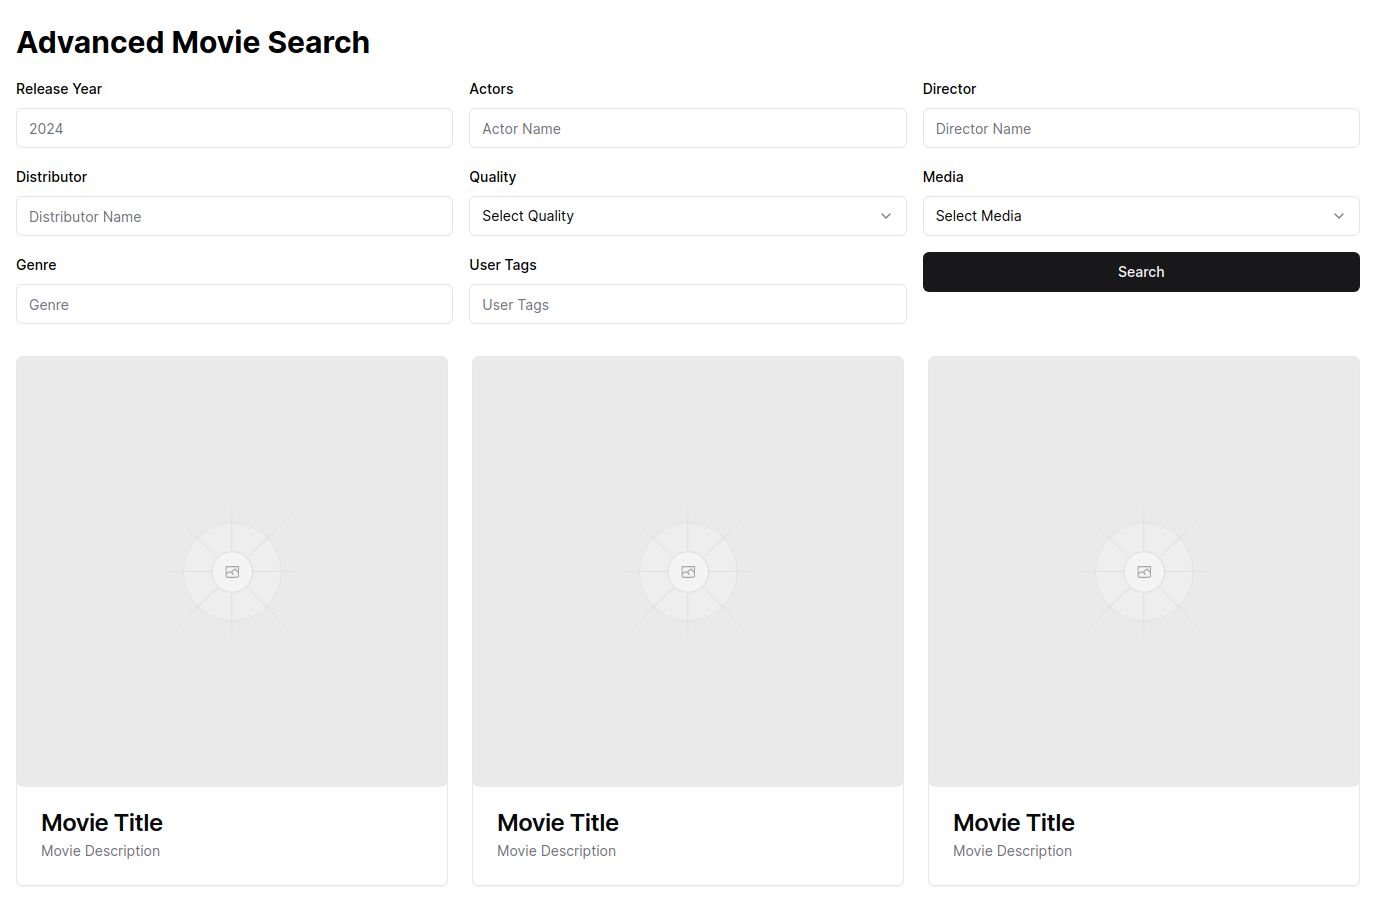 Advanced Movie Search
Release Year
Actors
Director
2024
Actor Name
Director Name
Distributor
Quality
Media
Distributor Name
Select Quality
Select Media
Genre
User Tags
Search
Genre
User Tags
Movie Title
Movie Description
Movie Title
Movie Description
Movie Title
Movie Description